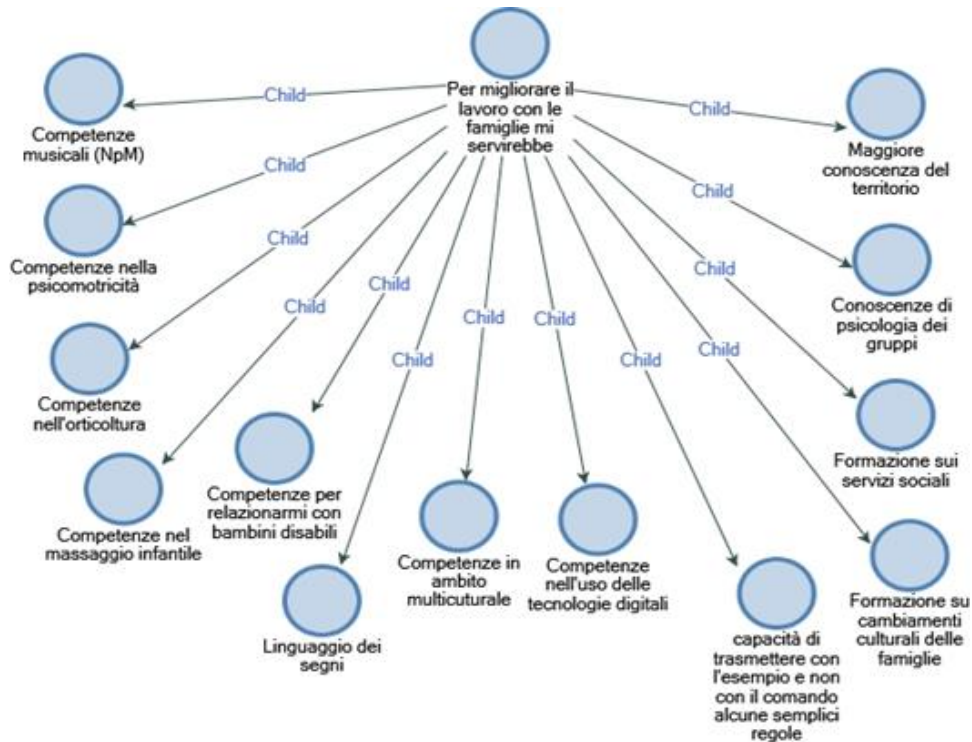 Per migliorare il
lavoro con le
famiglie mi
servirebbe
Child
Child
Child
Child
Child
Child
Child
Child
Child
Child
Child
Child
Child
Competenze
musicali (NpM)
Competenze nella
psicomotricità
Competenze
nell'orticoltura
Competenze nel
massaggio infantile
Competenze per
relazionarmi con
bambini disabili
Linguaggio dei
segni
Competenze in
ambito
multicuturale
Competenze
nell'uso delle
tecnologie digitali
capacità di
trasmettere con
l'esempio e non
con il comando
alcune semplici
regole
Formazione su
cambiamenti
culturali delle
famiglie
Formazione sui
servizi sociali
Conoscenze di
psicologia dei
gruppi
Maggiore
conoscenza del
territorio